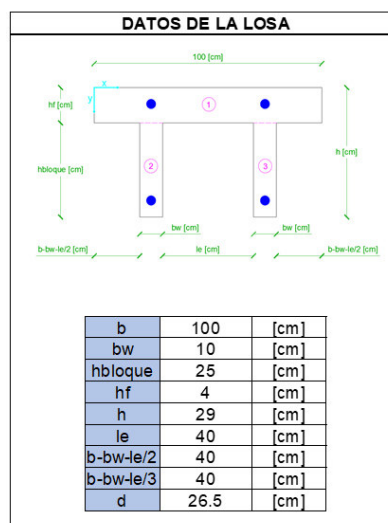 DATOS DE LA LOSA
100 [cm]
x
y
hf [cm]
1
hbloque [cm]
h [cm]
2
3
bw [cm]
bw [cm]
b-bw-le/2 [cm]
le [cm]
b-bw-le/2 [cm]
b 100 [cm]
bw 10 [cm]
hbloque 25 [cm]
hf 4 [cm]
h 29 [cm]
le 40 [cm]
b-bw-le/2 40 [cm]
b-bw-le/3 40 [cm]
d 26.5 [cm]